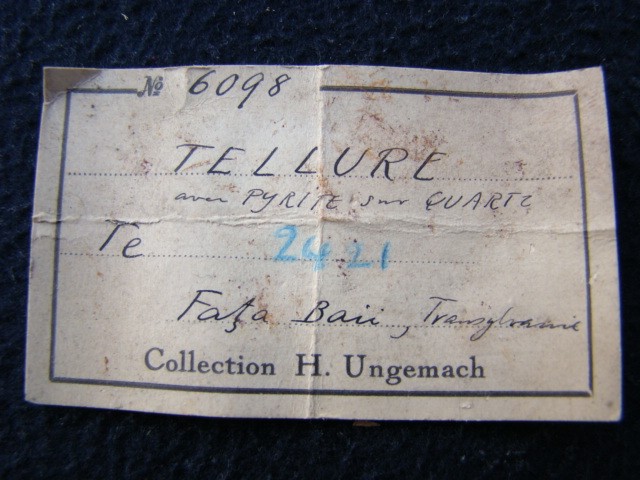 № 6098
TELLURE
avec PYRITE sur QUARTZ
Te 2421
Faţa Baii, Transylvanie
Collection H. Ungemach